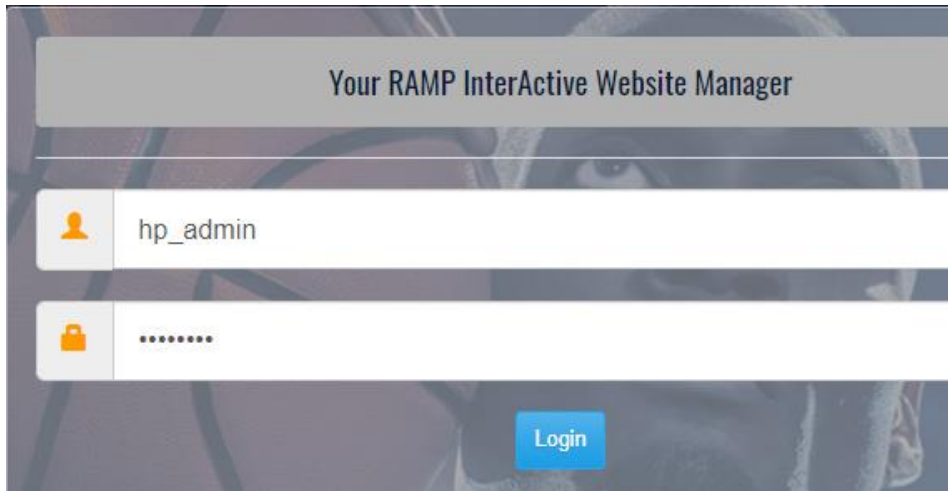 Your RAMP InterActive Website Manager
hp_admin
••••••••
Login